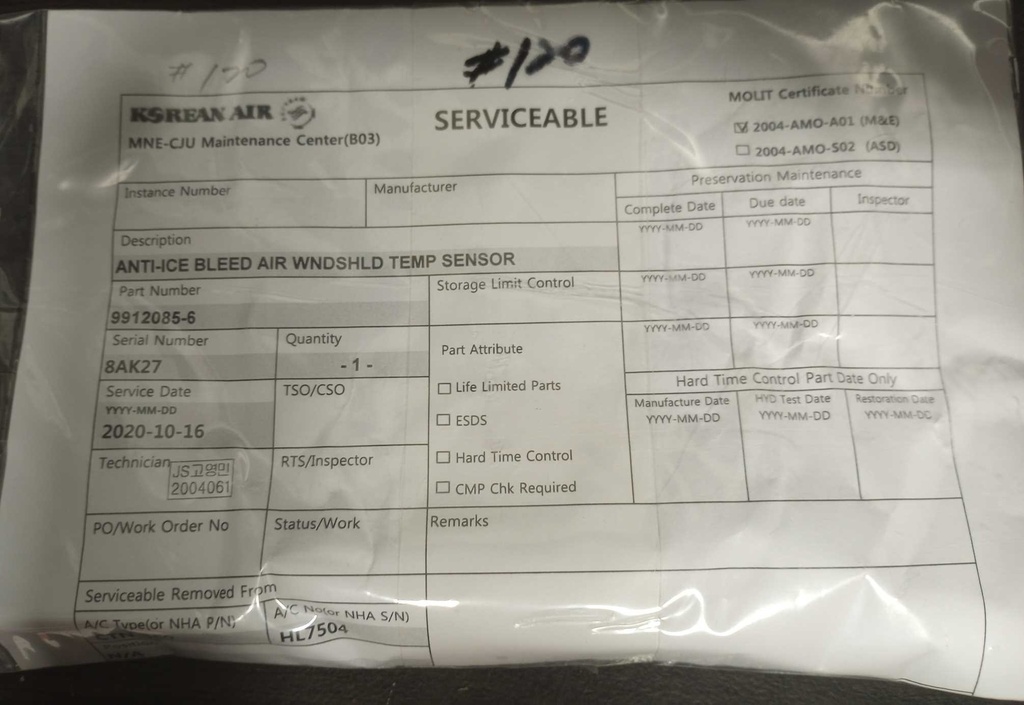 #120
#120
KOREAN AIR
MNE-CJU Maintenance Center(B03)
SERVICEABLE
MOLIT Certificate Number
☑ 2004-AMO-A01 (M&E)
☐ 2004-AMO-S02 (ASD)
Instance Number
Manufacturer
Preservation Maintenance
Complete Date Due date Inspector
YYYY-MM-DD YYYY-MM-DD
Description
ANTI-ICE BLEED AIR WNDSHLD TEMP SENSOR
YYYY-MM-DD YYYY-MM-DD
Part Number
9912085-6
Storage Limit Control
YYYY-MM-DD YYYY-MM-DD
Serial Number
8AK27
Quantity
- 1 -
Part Attribute
☐ Life Limited Parts
☐ ESDS
☐ Hard Time Control
☐ CMP Chk Required
Hard Time Control Part Date Only
Manufacture Date HYD Test Date Restoration Date
YYYY-MM-DD YYYY-MM-DD YYYY-MM-DD
Service Date
YYYY-MM-DD
2020-10-16
TSO/CSO
Technician
JS고영민
2004061
RTS/Inspector
PO/Work Order No
Status/Work
Remarks
Serviceable Removed From
A/C Type(or NHA P/N)
A/C No(or NHA S/N)
HL7504
N/A